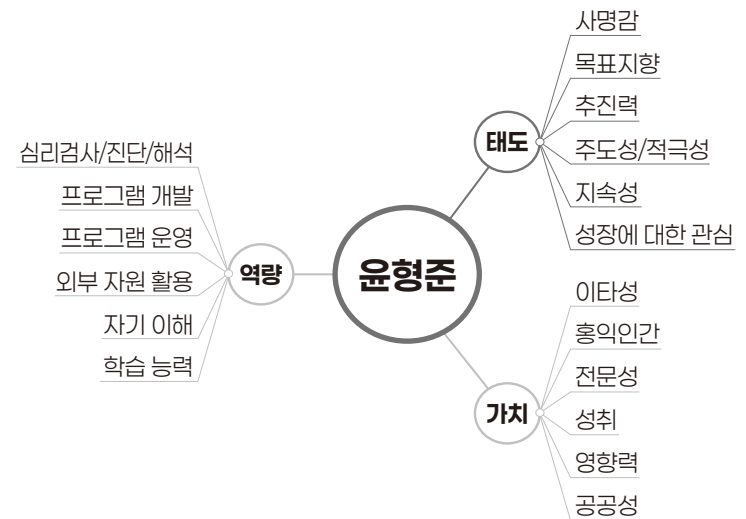 윤형준
태도
사명감
목표지향
추진력
주도성/적극성
지속성
성장에 대한 관심
역량
심리검사/진단/해석
프로그램 개발
프로그램 운영
외부 자원 활용
자기 이해
학습 능력
가치
이타성
홍익인간
전문성
성취
영향력
공공성